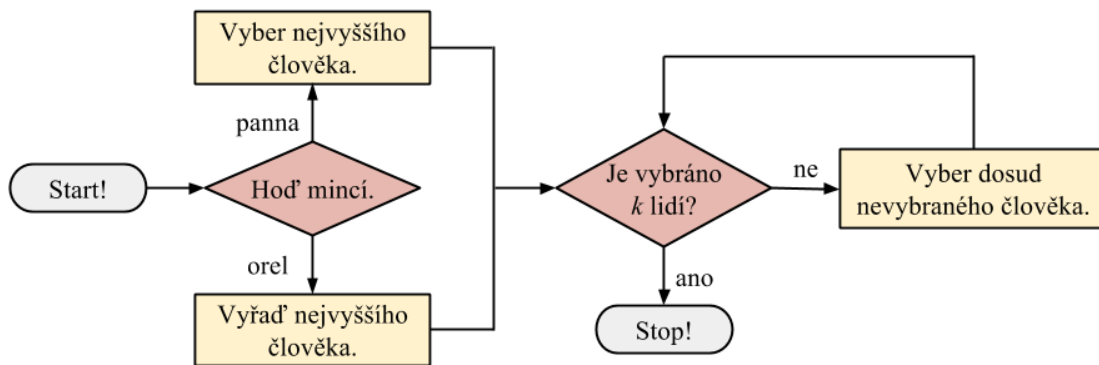 Vyber nejvyššího
člověka.
panna
Start!
Hoď mincí.
orel
Vyřaď nejvyššího
člověka.
Je vybráno
k lidí?
ne
Vyber dosud
nevybraného člověka.
ano
Stop!